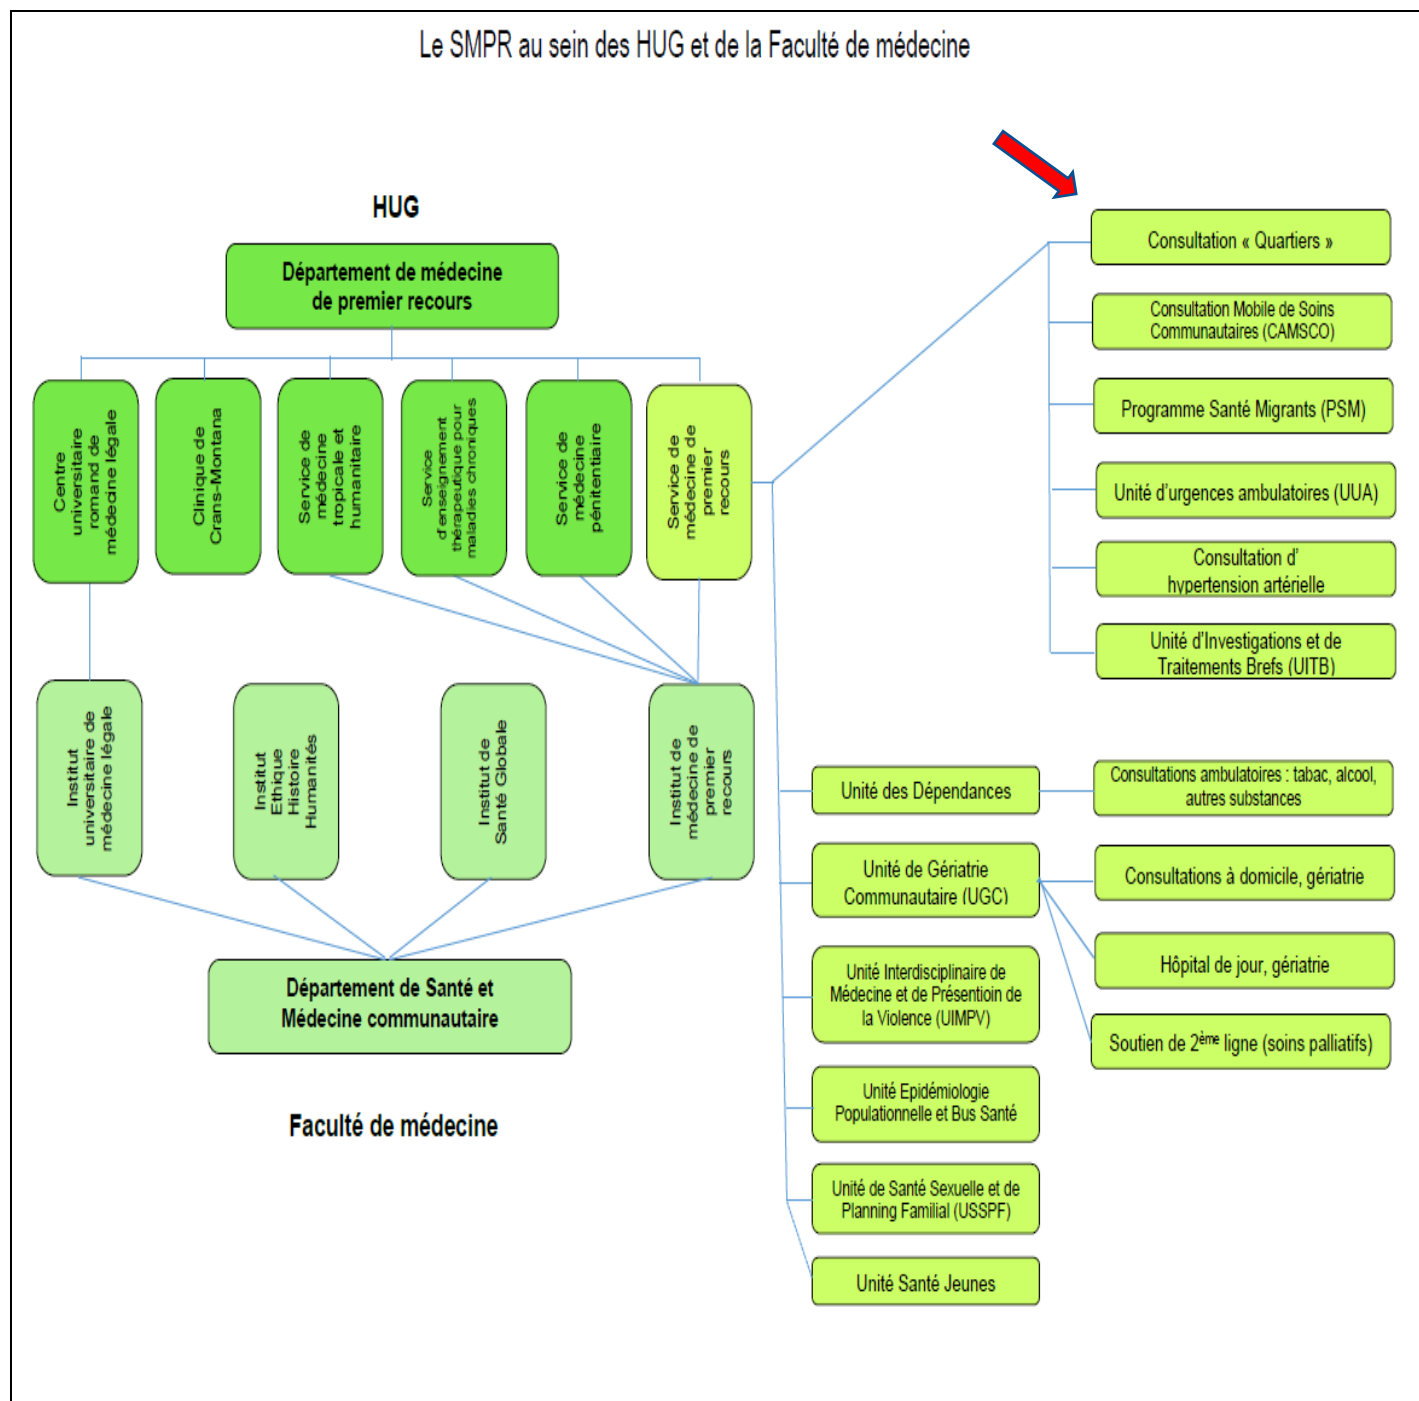 Le SMPR au sein des HUG et de la Faculté de médecine
HUG
Département de médecine
de premier recours
Centre
universitaire
romand de
médecine légale
Clinique de
Crans-Montana
Service de
médecine
tropicale et
humanitaire
Service
d'enseignement
thérapeutique pour
maladies chroniques
Service de
médecine
pénitentiaire
Service de
médecine de
premier
recours
Institut
universitaire de
médecine légale
Institut
Ethique
Histoire
Humanités
Institut de
Santé Globale
Institut de
médecine de
premier
recours
Département de Santé et
Médecine communautaire
Faculté de médecine
Consultation « Quartiers »
Consultation Mobile de Soins
Communautaires (CAMSCO)
Programme Santé Migrants (PSM)
Unité d'urgences ambulatoires (UUA)
Consultation d'
hypertension artérielle
Unité d'Investigations et de
Traitements Brefs (UITB)
Unité des Dépendances
Consultations ambulatoires : tabac, alcool,
autres substances
Unité de Gériatrie
Communautaire (UGC)
Consultations à domicile, gériatrie
Hôpital de jour, gériatrie
Soutien de 2ème ligne (soins palliatifs)
Unité Interdisciplinaire de
Médecine et de Présentioin de
la Violence (UIMPV)
Unité Epidémiologie
Populationnelle et Bus Santé
Unité de Santé Sexuelle et de
Planning Familial (USSPF)
Unité Santé Jeunes